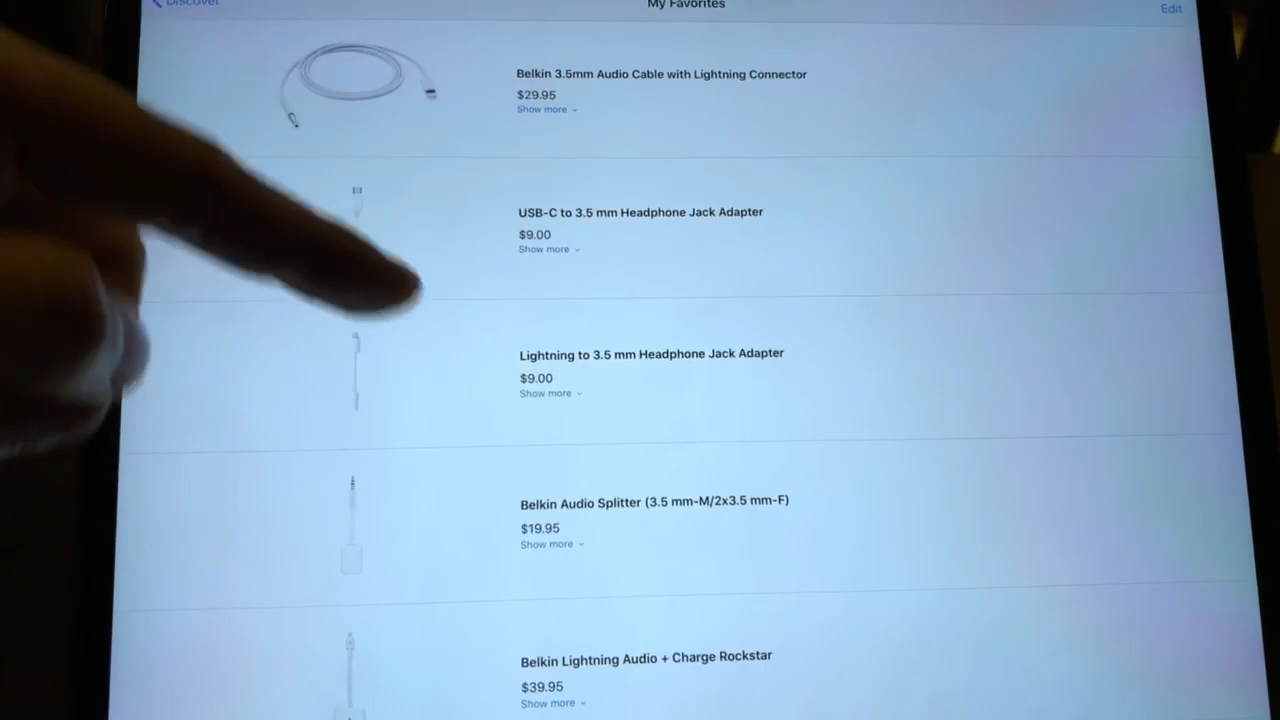 Discover
My Favorites
Edit
Belkin 3.5mm Audio Cable with Lightning Connector
$29.95
Show more
USB-C to 3.5 mm Headphone Jack Adapter
$9.00
Show more
Lightning to 3.5 mm Headphone Jack Adapter
$9.00
Show more
Belkin Audio Splitter (3.5 mm-M/2x3.5 mm-F)
$19.95
Show more
Belkin Lightning Audio + Charge Rockstar
$39.95
Show more